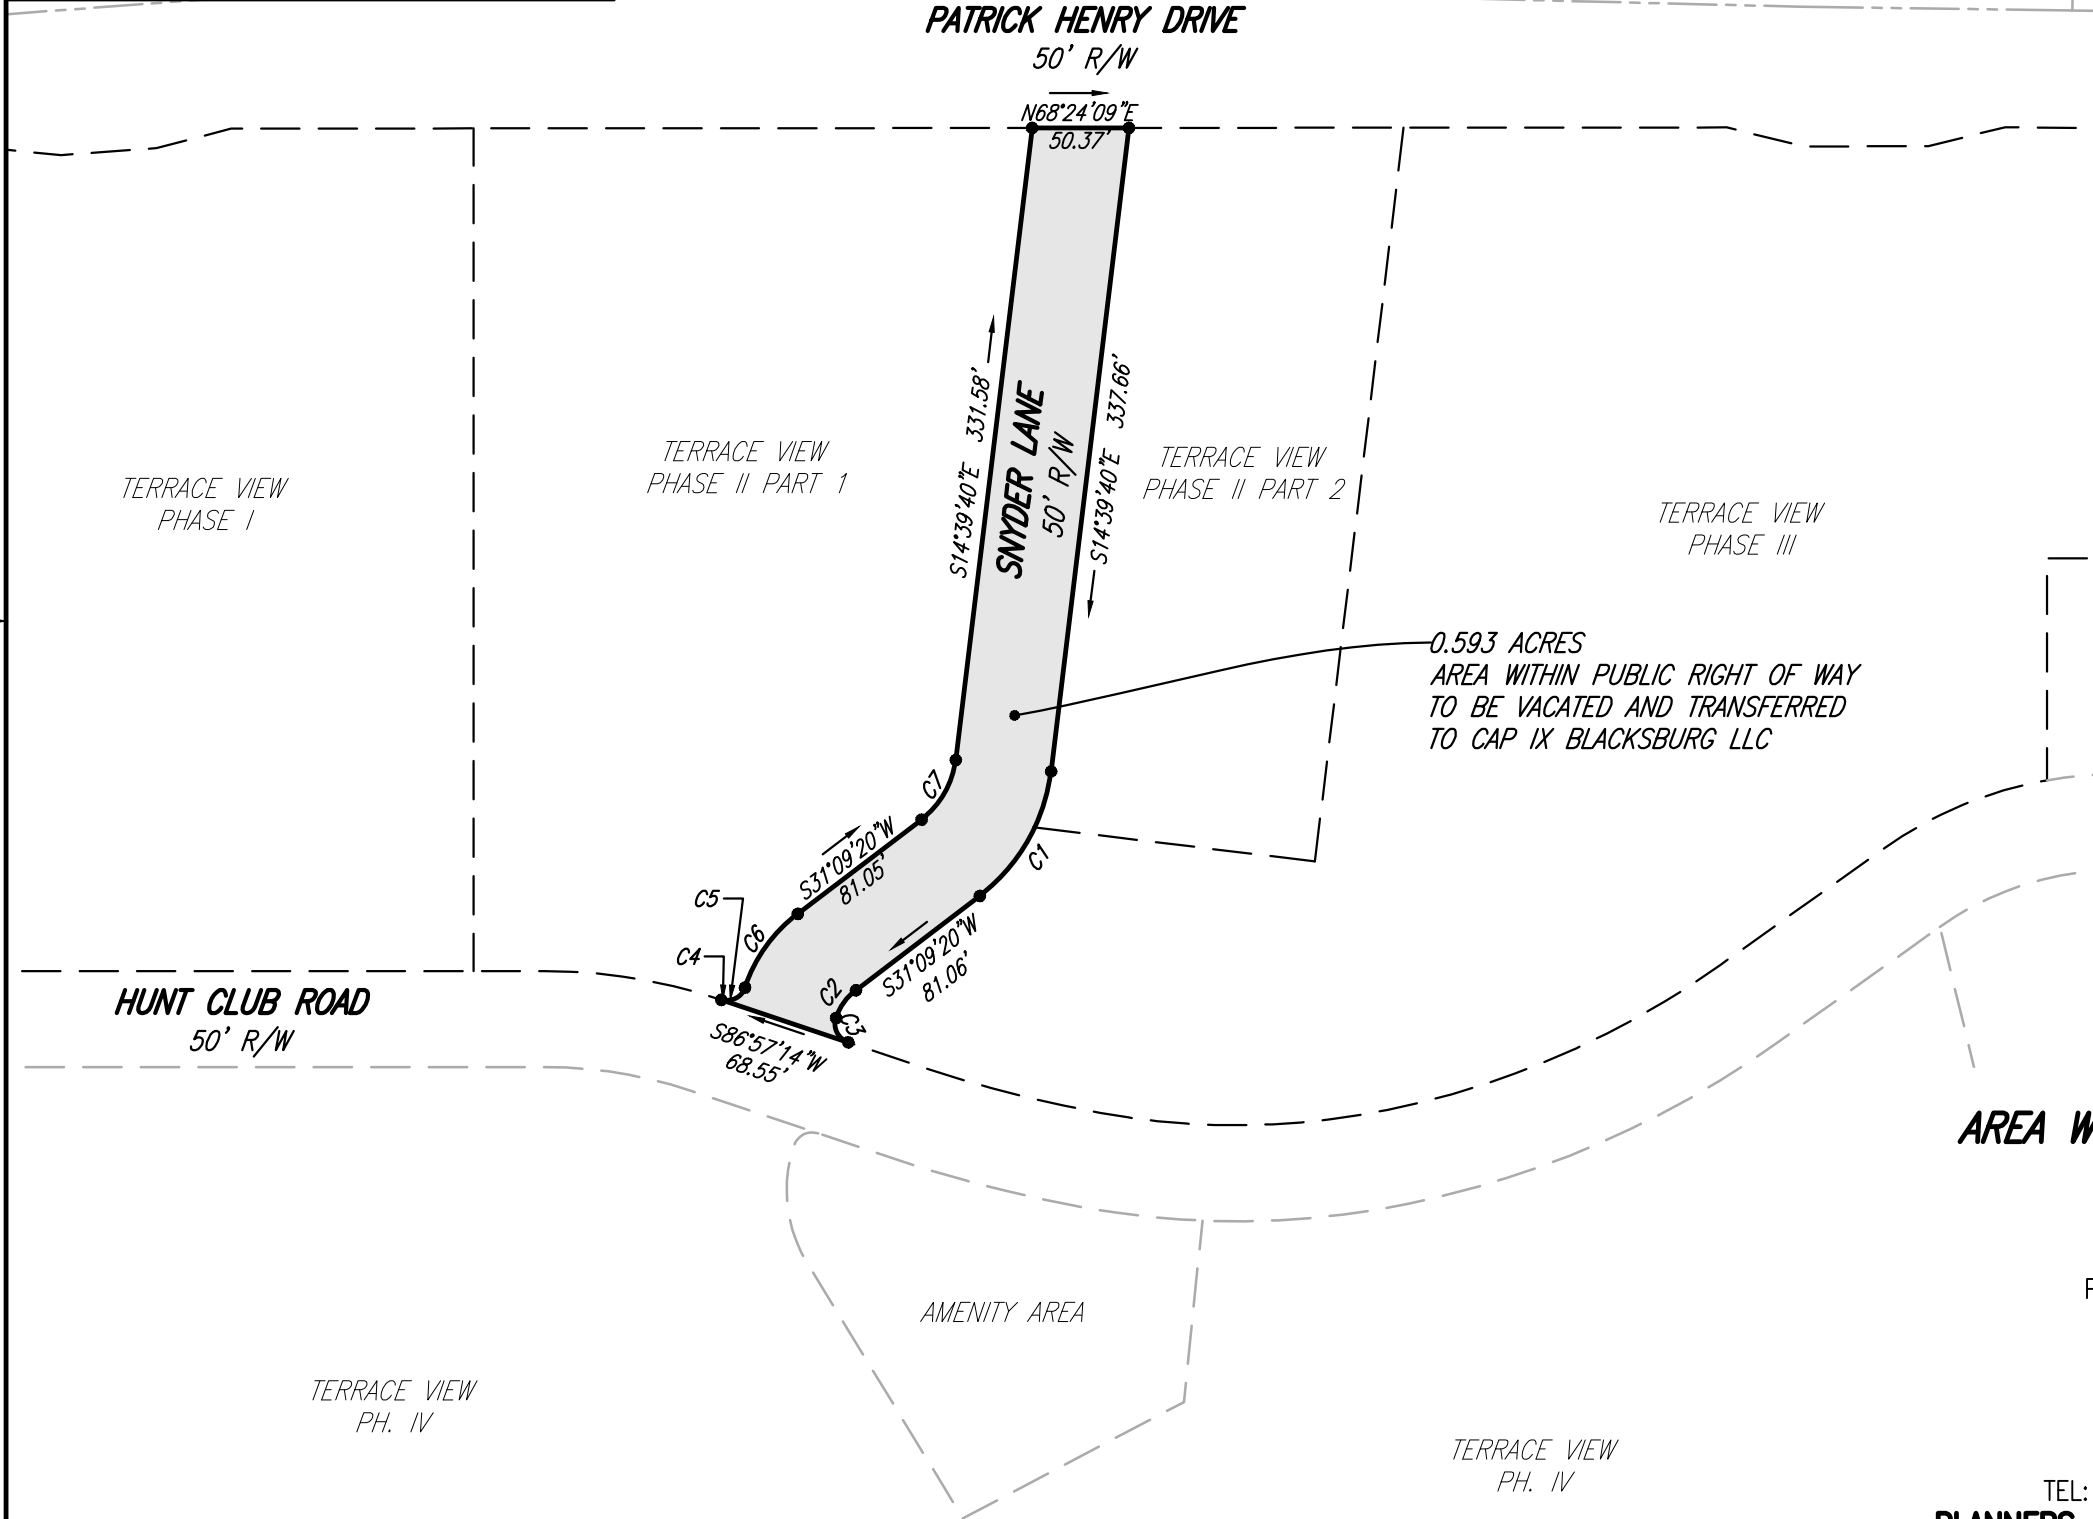 PATRICK HENRY DRIVE
50' R/W
N68°24'09"E
50.37'
S14°39'40"E 331.58'
SNYDER LANE
50' R/W
S14°39'40"E 337.66'
TERRACE VIEW
PHASE I
TERRACE VIEW
PHASE II PART 1
TERRACE VIEW
PHASE II PART 2
TERRACE VIEW
PHASE III
0.593 ACRES
AREA WITHIN PUBLIC RIGHT OF WAY
TO BE VACATED AND TRANSFERRED
TO CAP IX BLACKSBURG LLC
C7
S31°09'20"W
81.05'
C1
C5
C6
C4
S31°09'20"W
81.06'
C2
C3
HUNT CLUB ROAD
50' R/W
S86°57'14"W
68.55'
AREA W
AMENITY AREA
TERRACE VIEW
PH. IV
TERRACE VIEW
PH. IV
TEL:
PLANNERS